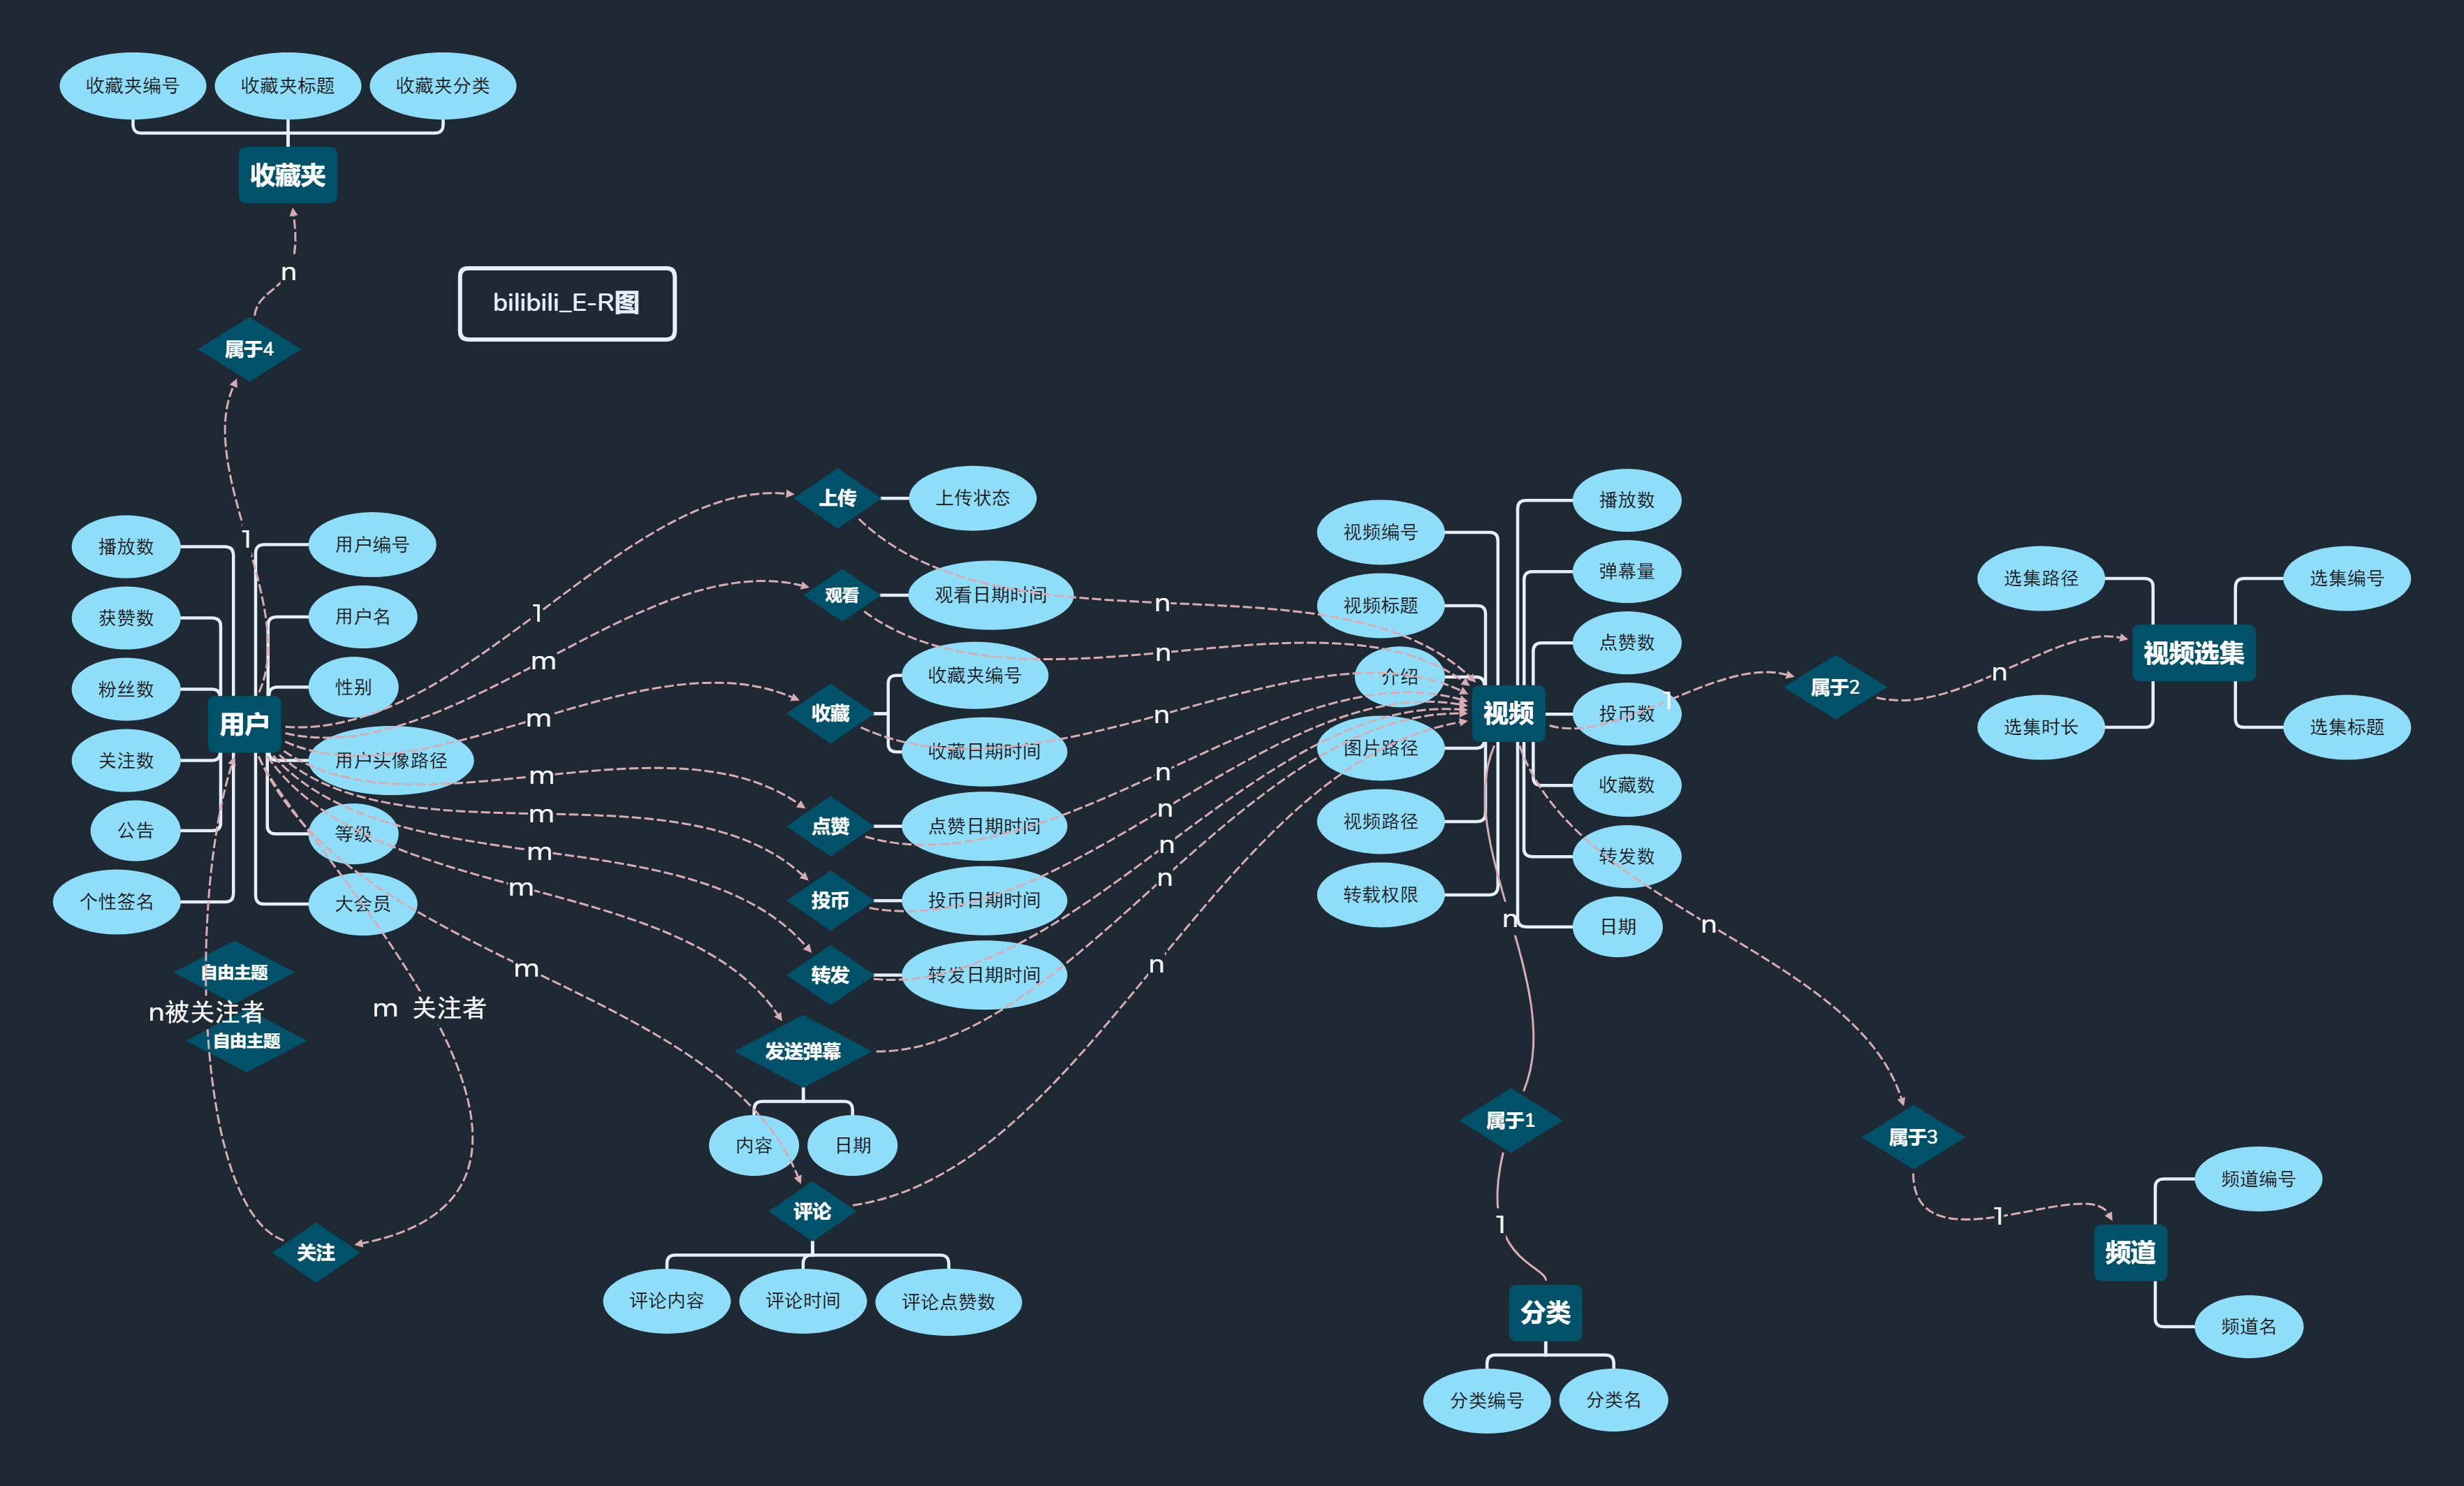 收藏夹编号
收藏夹标题
收藏夹分类
收藏夹
n
bilibili_E-R图
属于4
1
播放数
获赞数
粉丝数
关注数
公告
个性签名
用户
用户编号
用户名
性别
用户头像路径
等级
大会员
自由主题
n被关注者
自由主题
m 关注者
关注
1
m
m
m
m
m
m
m
上传
上传状态
观看
观看日期时间
收藏
收藏夹编号
收藏日期时间
点赞
点赞日期时间
投币
投币日期时间
转发
转发日期时间
发送弹幕
内容
日期
评论
评论内容
评论时间
评论点赞数
n
n
n
n
n
n
n
n
视频编号
视频标题
介绍
图片路径
视频路径
转载权限
视频
播放数
弹幕量
点赞数
投币数
收藏数
转发数
日期
1
属于2
n
选集路径
选集时长
视频选集
选集编号
选集标题
n
属于1
1
分类
分类编号
分类名
n
属于3
1
频道
频道编号
频道名